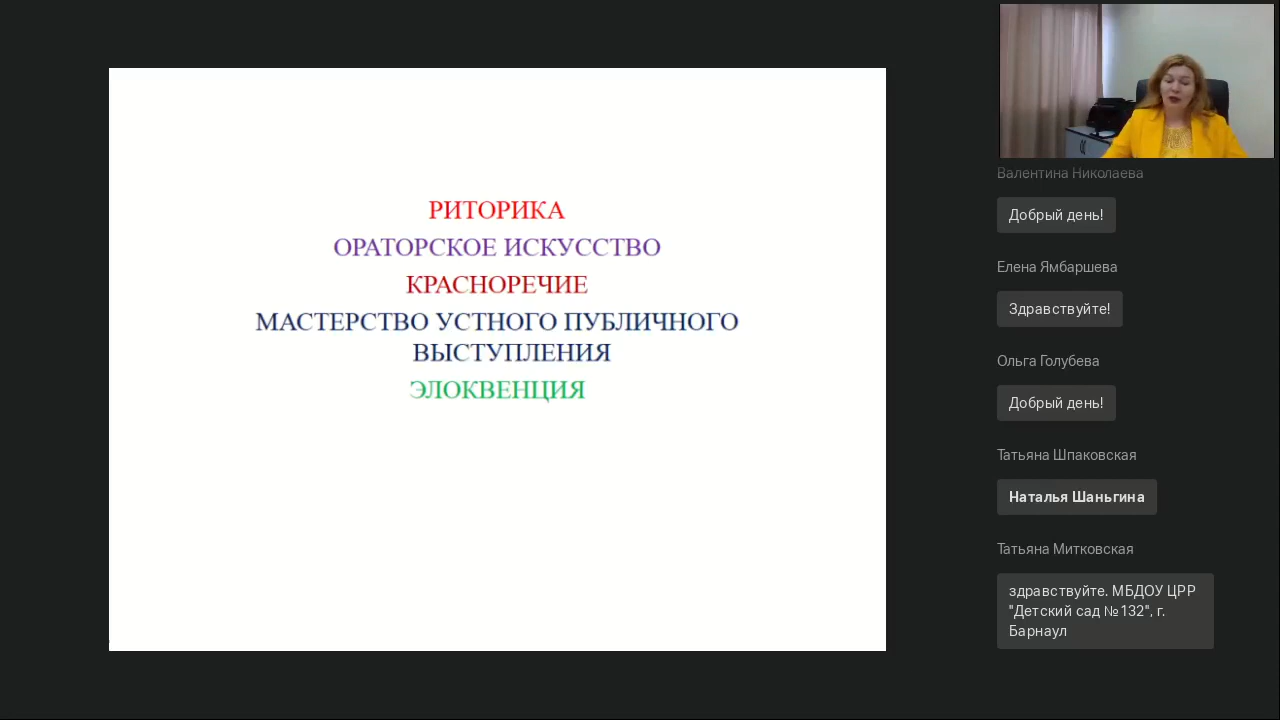 РИТОРИКА
ОРАТОРСКОЕ ИСКУССТВО
КРАСНОРЕЧИЕ
МАСТЕРСТВО УСТНОГО ПУБЛИЧНОГО
ВЫСТУПЛЕНИЯ
ЭЛОКВЕНЦИЯ
Валентина Николаева
Добрый день!
Елена Ямбаршева
Здравствуйте!
Ольга Голубева
Добрый день!
Татьяна Шпаковская
Наталья Шаньгина
Татьяна Митковская
здравствуйте. МБДОУ ЦРР
"Детский сад №132", г.
Барнаул